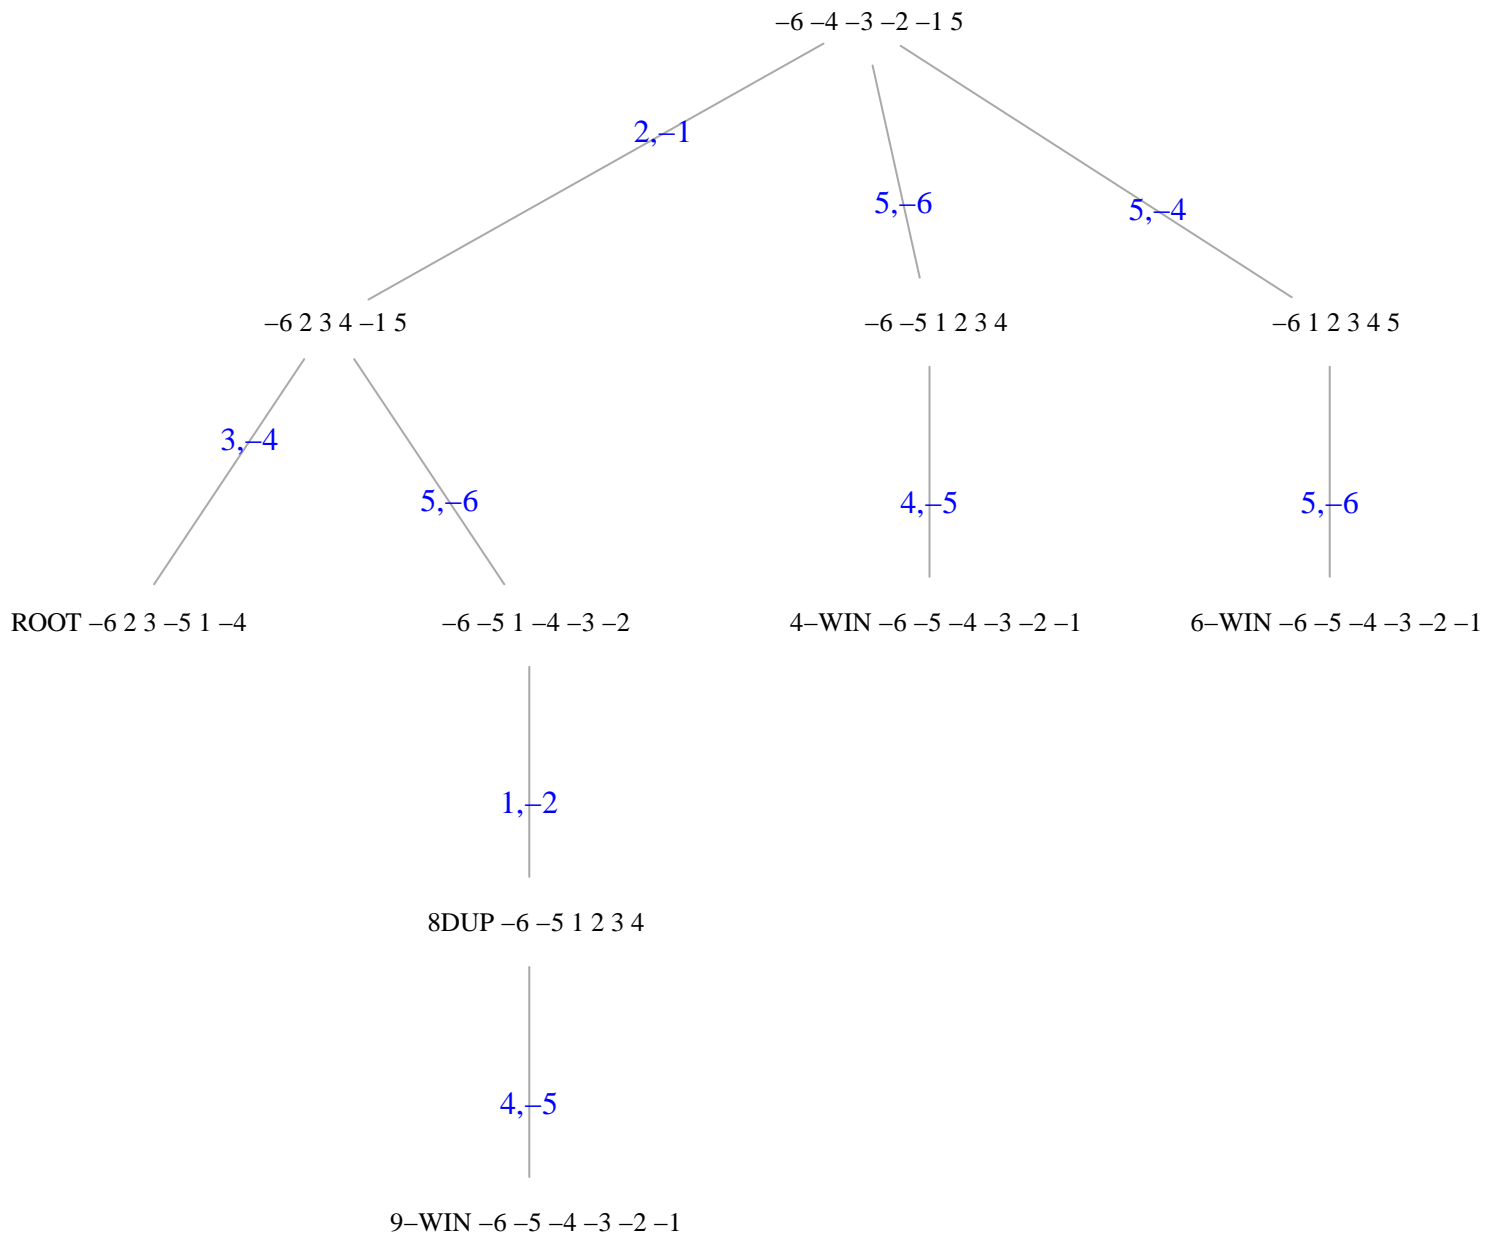 –6 –4 –3 –2 –1 5
2,–1
5,–6
5,–4
–6 2 3 4 –1 5
–6 –5 1 2 3 4
–6 1 2 3 4 5
3,–4
5,–6
4,–5
5,–6
ROOT –6 2 3 –5 1 –4
–6 –5 1 –4 –3 –2
4–WIN –6 –5 –4 –3 –2 –1
6–WIN –6 –5 –4 –3 –2 –1
1,–2
8DUP –6 –5 1 2 3 4
4,–5
9–WIN –6 –5 –4 –3 –2 –1